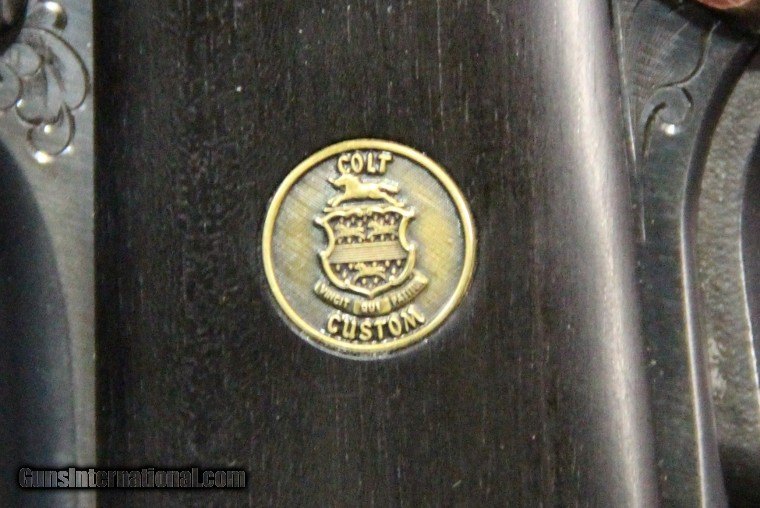 COLT
VINCIT QUI PATITUR
CUSTOM
GunsInternational.com